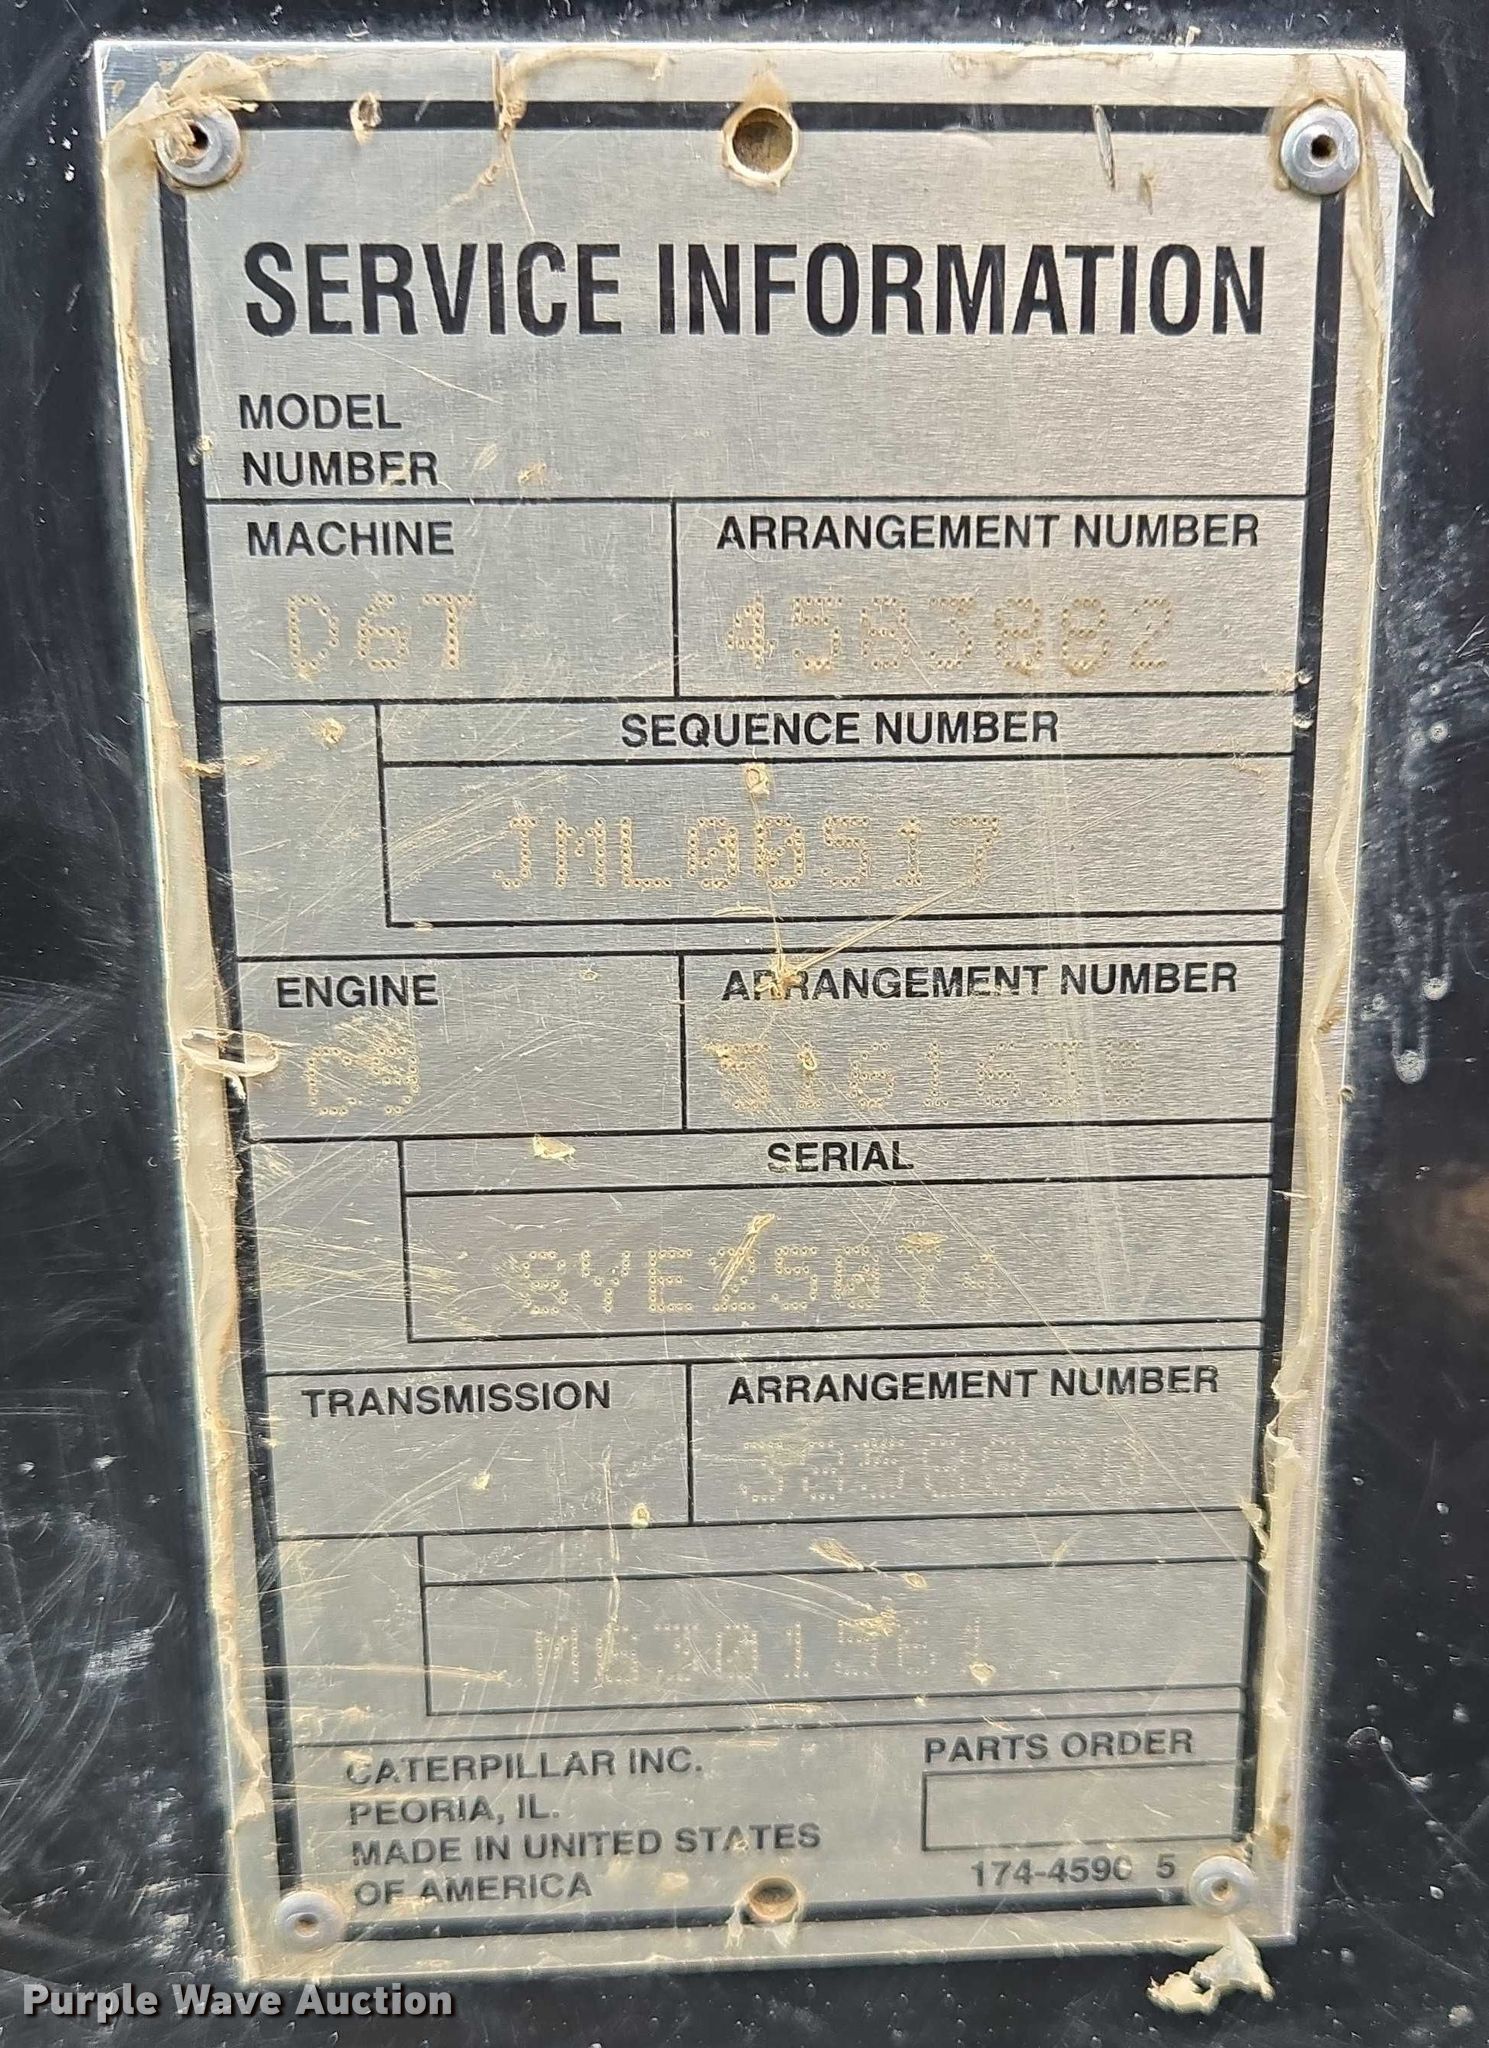 SERVICE INFORMATION
MODEL
NUMBER
MACHINE
ARRANGEMENT NUMBER
D6T
SEQUENCE NUMBER
JML00517
ENGINE
ARRANGEMENT NUMBER
C9
SERIAL
TRANSMISSION
ARRANGEMENT NUMBER
CATERPILLAR INC.
PEORIA, IL.
MADE IN UNITED STATES
OF AMERICA
PARTS ORDER
174-4590 5
Purple Wave Auction